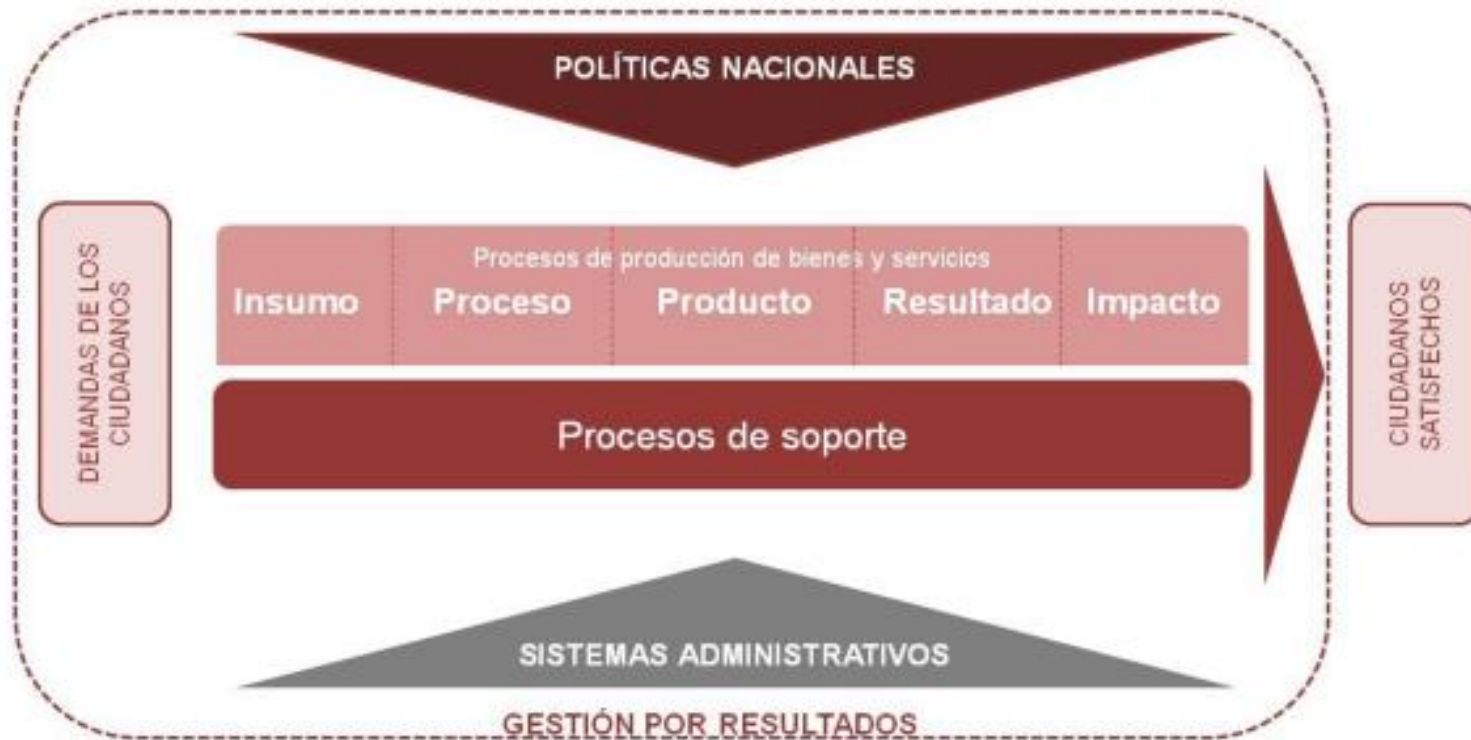 POLÍTICAS NACIONALES
DEMANDAS DE LOS
CIUDADANOS
Procesos de producción de bienes y servicios
Insumo Proceso Producto Resultado Impacto
Procesos de soporte
CIUDADANOS
SATISFECHOS
SISTEMAS ADMINISTRATIVOS
GESTIÓN POR RESULTADOS